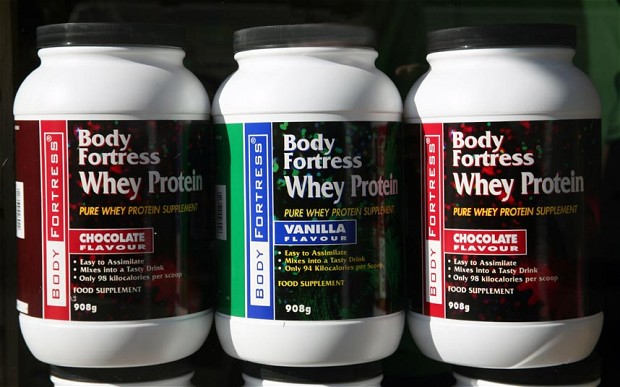 BODY FORTRESS®
Body
Fortress
Whey Protein
PURE WHEY PROTEIN SUPPLEMENT
CHOCOLATE
FLAVOUR
• Easy to Assimilate
• Mixes into a Tasty Drink
• Only 98 kilocalories per scoop
FOOD SUPPLEMENT
908g
BODY FORTRESS®
Body
Fortress
Whey Protein
PURE WHEY PROTEIN SUPPLEMENT
VANILLA
FLAVOUR
• Easy to Assimilate
• Mixes into a Tasty Drink
• Only 94 Kilocalories per Scoop
FOOD SUPPLEMENT
908g
BODY FORTRESS®
Body
Fortress
Whey Protein
PURE WHEY PROTEIN SUPPLEMENT
CHOCOLATE
FLAVOUR
• Easy to Assimilate
• Mixes into a Tasty Drink
• Only 98 kilocalories per scoop
FOOD SUPPLEMENT
908g